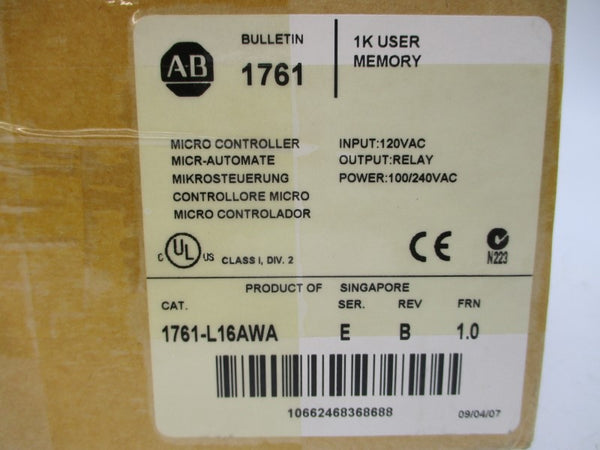 A-B
BULLETIN
1761
1K USER
MEMORY
MICRO CONTROLLER
MICR-AUTOMATE
MIKROSTEUERUNG
CONTROLLORE MICRO
MICRO CONTROLADOR
INPUT:120VAC
OUTPUT:RELAY
POWER:100/240VAC
C UL US CLASS I, DIV. 2
CE
N223
PRODUCT OF SINGAPORE
CAT. SER. REV FRN
1761-L16AWA E B 1.0
10662468368688
09/04/07